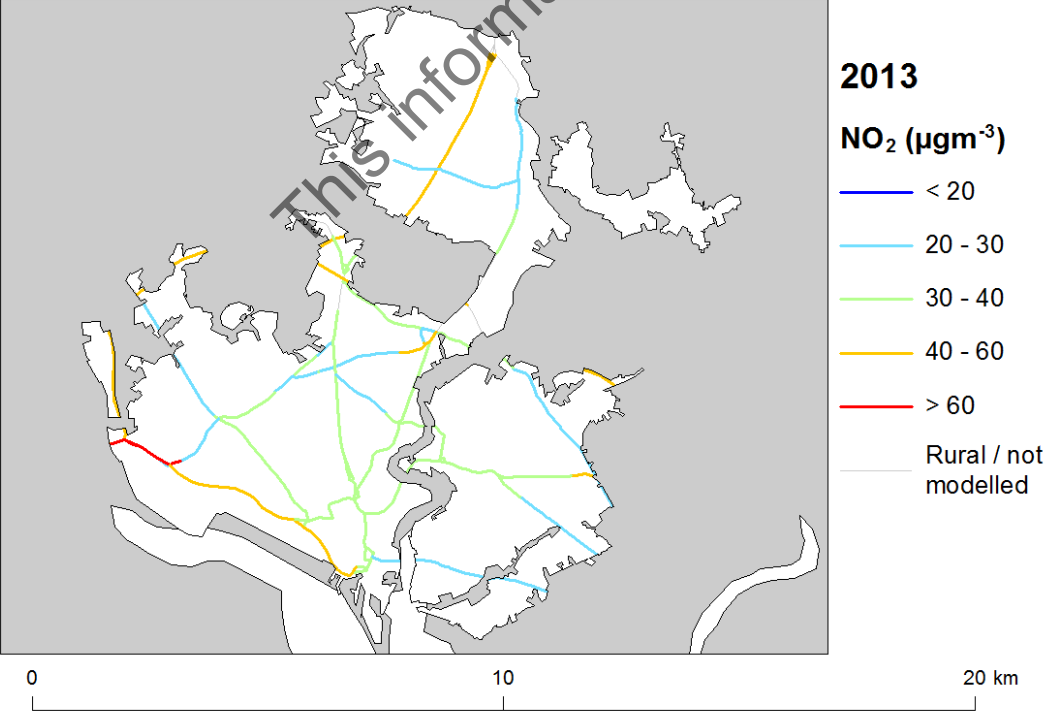 This inform
2013
NO₂ (µgm⁻³)
< 20
20 - 30
30 - 40
40 - 60
> 60
Rural / not
modelled
0 10 20 km